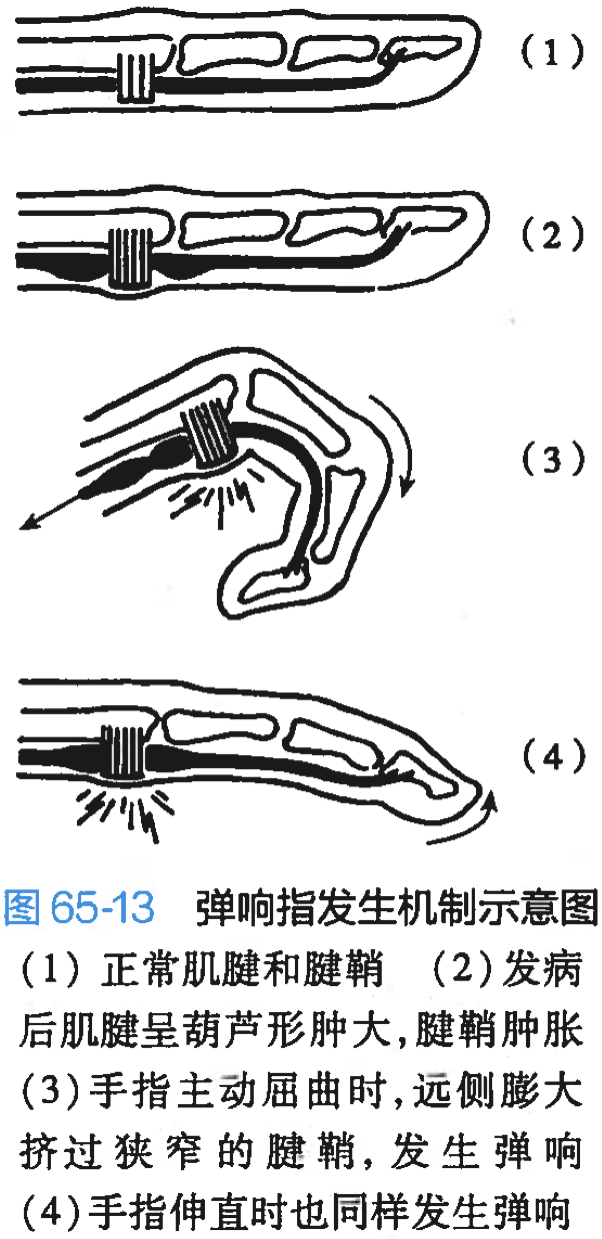 (1)
(2)
(3)
(4)
图 65-13 弹响指发生机制示意图
(1) 正常肌腱和腱鞘 (2)发病
后肌腱呈葫芦形肿大,腱鞘肿胀
(3)手指主动屈曲时,远侧膨大
挤过狭窄的腱鞘,发生弹响
(4)手指伸直时也同样发生弹响